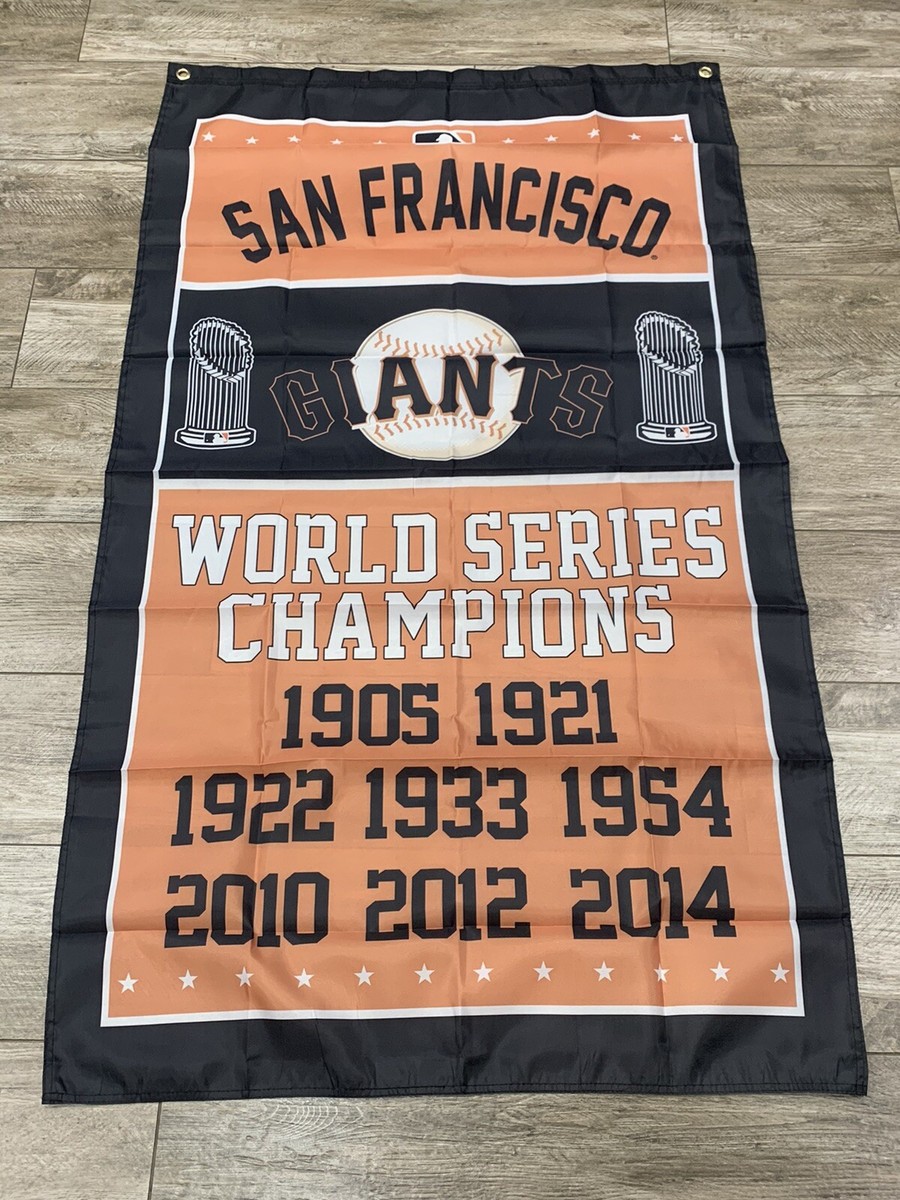 SAN FRANCISCO
GIANTS
WORLD SERIES
CHAMPIONS
1905 1921
1922 1933 1954
2010 2012 2014